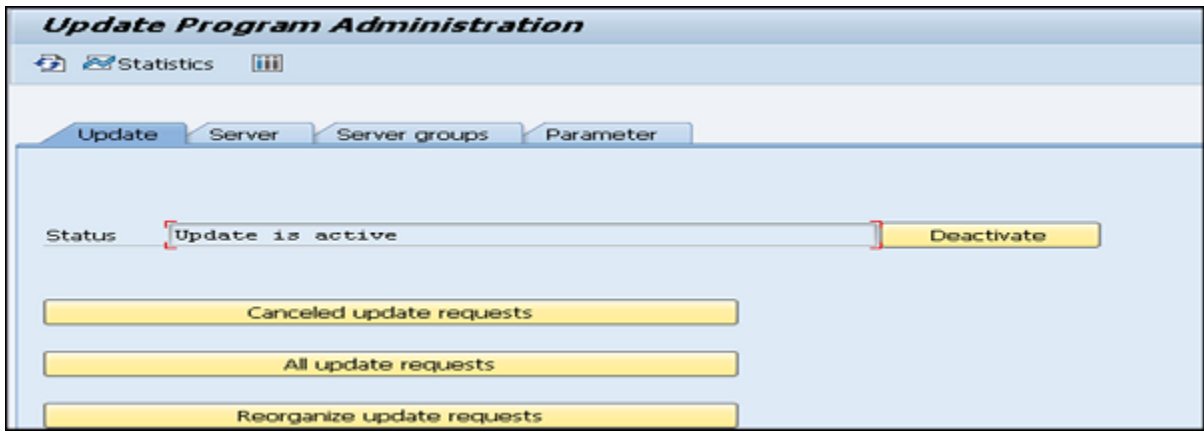 Update Program Administration
Statistics
Update Server Server groups Parameter
Status Update is active Deactivate
Canceled update requests
All update requests
Reorganize update requests